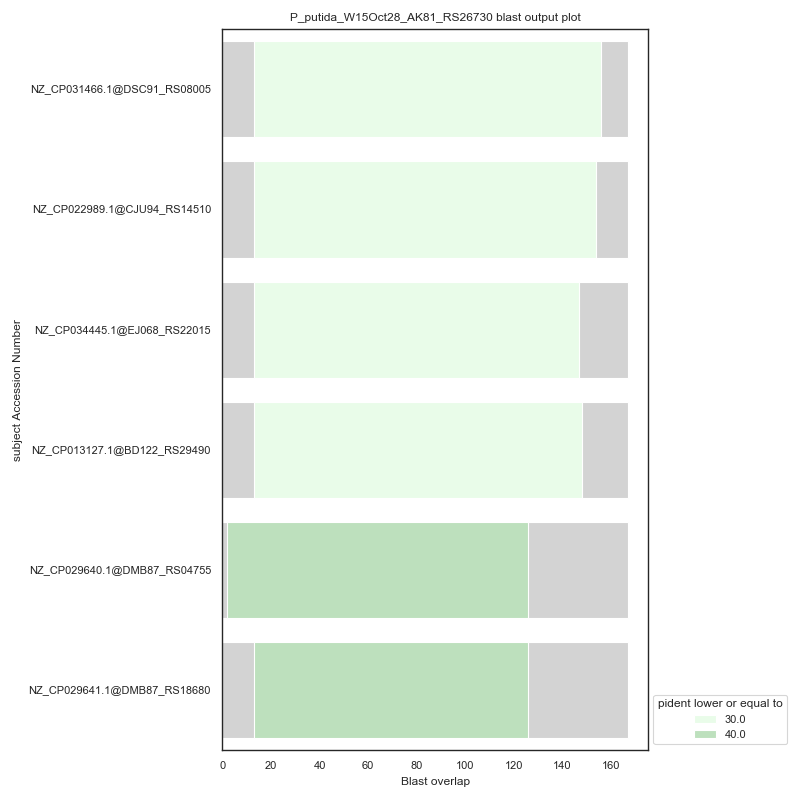 P_putida_W15Oct28_AK81_RS26730 blast output plot
NZ_CP031466.1@DSC91_RS08005
NZ_CP022989.1@CJU94_RS14510
NZ_CP034445.1@EJ068_RS22015
NZ_CP013127.1@BD122_RS29490
NZ_CP029640.1@DMB87_RS04755
NZ_CP029641.1@DMB87_RS18680
subject Accession Number
0 20 40 60 80 100 120 140 160
Blast overlap
pident lower or equal to
30.0
40.0